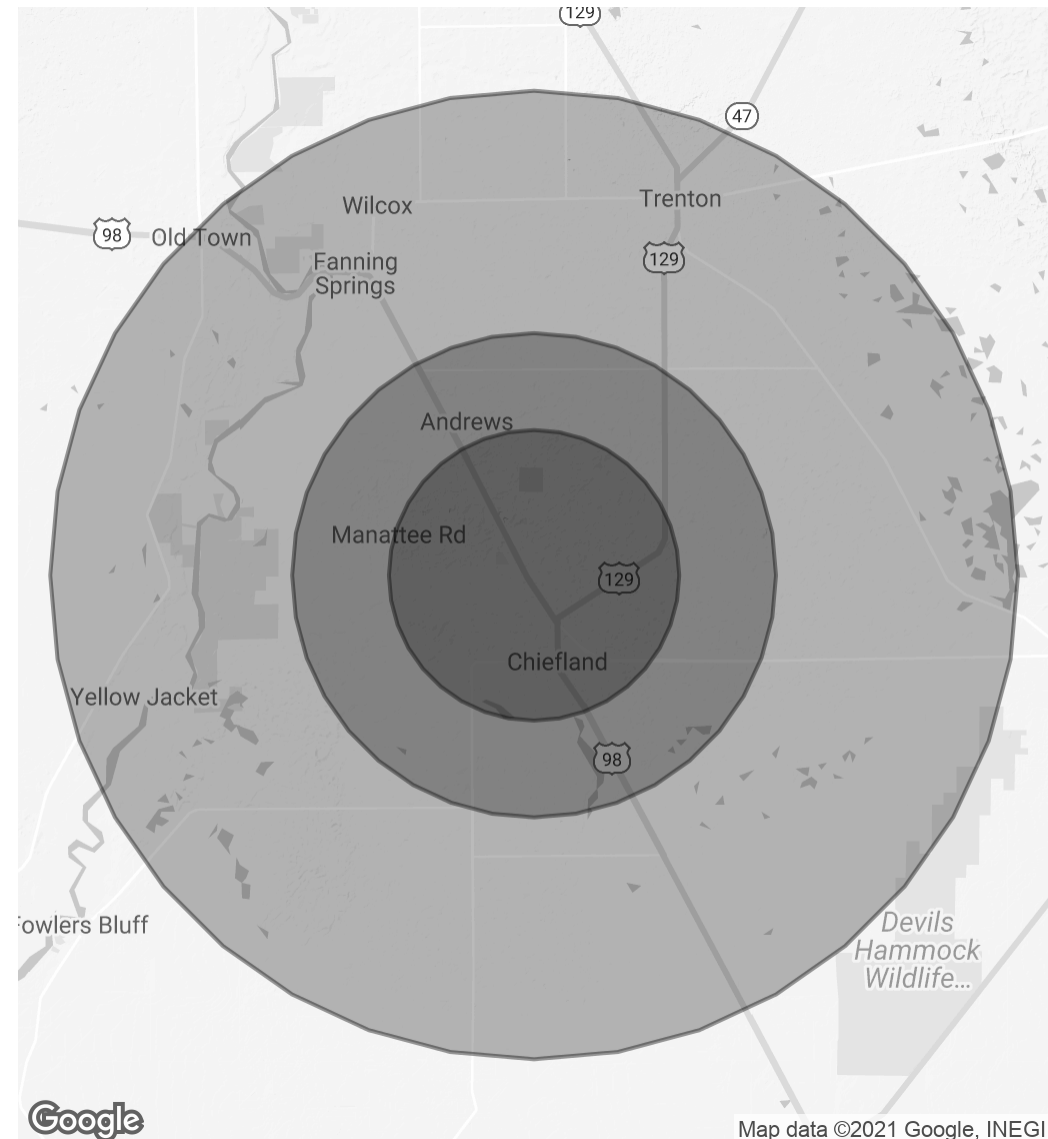 129
47
Wilcox
Trenton
98
Old Town
129
Fanning
Springs
Andrews
Manattee Rd
129
Chiefland
Yellow Jacket
98
Fowlers Bluff
Devils
Hammock
Wildlife...
Google
Map data ©2021 Google, INEGI